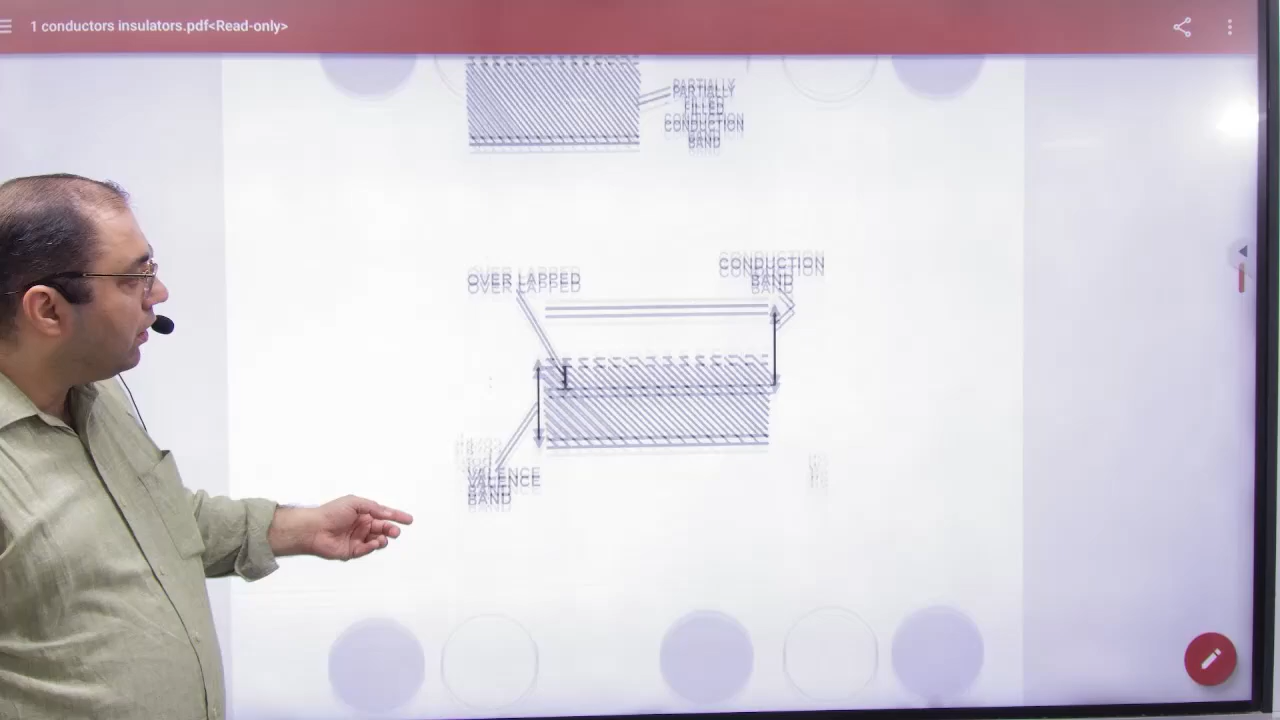 1 conductors insulators.pdf<Read-only>
PARTIALLY
FILLED
CONDUCTION
BAND
OVER LAPPED
CONDUCTION
BAND
VALENCE
BAND